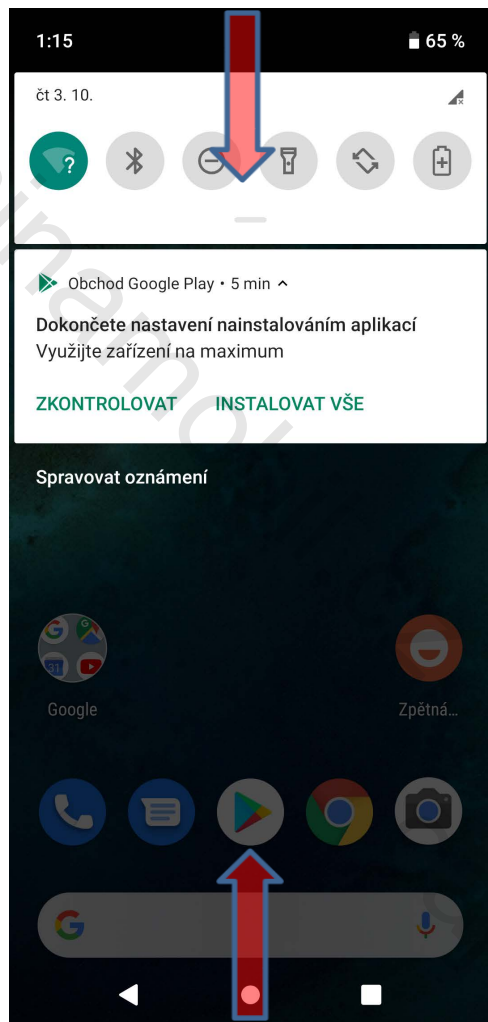 1:15
65 %
čt 3. 10.
Obchod Google Play • 5 min
Dokončete nastavení nainstalováním aplikací
Využijte zařízení na maximum
ZKONTROLOVAT INSTALOVAT VŠE
Spravovat oznámení
31
Google
Zpětná…